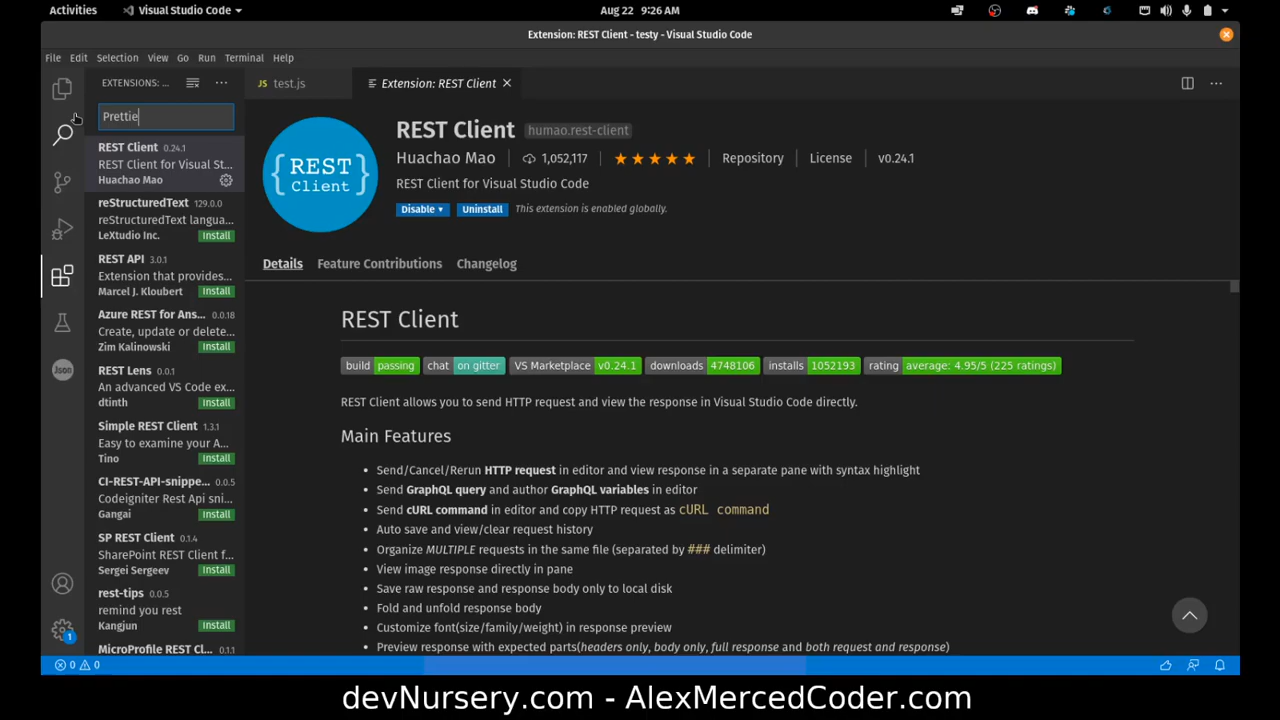 Activities
Visual Studio Code
Aug 22 9:26 AM
Extension: REST Client - testy - Visual Studio Code
File Edit Selection View Go Run Terminal Help
EXTENSIONS: ...
JS test.js
Extension: REST Client
Prettie
REST Client 0.24.1
REST Client for Visual St...
Huachao Mao
reStructuredText 129.0.0
reStructuredText langua...
LeXtudio Inc. Install
REST API 3.0.1
Extension that provides...
Marcel J. Kloubert Install
Azure REST for Ans... 0.0.18
Create, update or delete...
Zim Kalinowski Install
REST Lens 0.0.1
An advanced VS Code ex...
dtinth Install
Simple REST Client 1.3.1
Easy to examine your A...
Tino Install
CI-REST-API-snippe... 0.0.5
Codeigniter Rest Api sni...
Gangai Install
SP REST Client 0.1.4
SharePoint REST Client f...
Sergei Sergeev Install
rest-tips 0.0.5
remind you rest
Kangjun Install
MicroProfile REST Cl... 0.1.1
Json
1
{ REST Client }
REST Client humao.rest-client
Huachao Mao 1,052,117 Repository License v0.24.1
REST Client for Visual Studio Code
Disable Uninstall This extension is enabled globally.
Details Feature Contributions Changelog
REST Client
build passing chat on gitter VS Marketplace v0.24.1 downloads 4748106 installs 1052193 rating average: 4.95/5 (225 ratings)
REST Client allows you to send HTTP request and view the response in Visual Studio Code directly.
Main Features
• Send/Cancel/Rerun HTTP request in editor and view response in a separate pane with syntax highlight
• Send GraphQL query and author GraphQL variables in editor
• Send cURL command in editor and copy HTTP request as cURL command
• Auto save and view/clear request history
• Organize MULTIPLE requests in the same file (separated by ### delimiter)
• View image response directly in pane
• Save raw response and response body only to local disk
• Fold and unfold response body
• Customize font(size/family/weight) in response preview
• Preview response with expected parts(headers only, body only, full response and both request and response)
0 0
devNursery.com - AlexMercedCoder.com